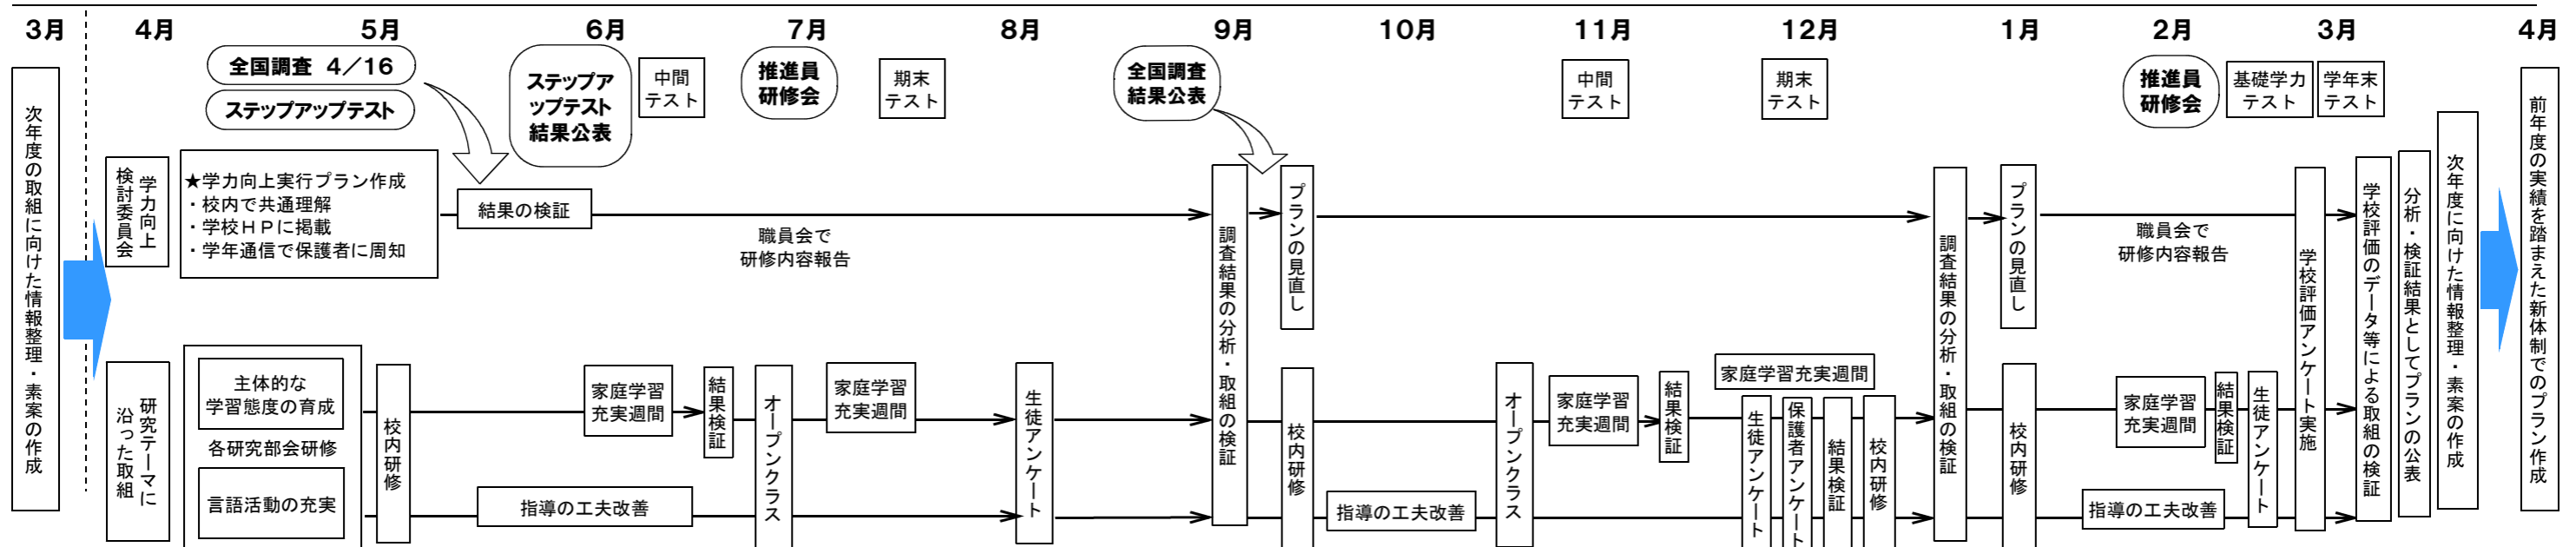 3月
4月
5月
6月
7月
8月
9月
10月
11月
12月
1月
2月
3月
4月
全国調査 4／16
ステップアップテスト
ステップア
ップテスト
結果公表
中間
テスト
推進員
研修会
期末
テスト
全国調査
結果公表
中間
テスト
期末
テスト
推進員
研修会
基礎学力
テスト
学年末
テスト
次年度の取組に向けた情報整理・素案の作成
学力向上
検討委員会
★学力向上実行プラン作成
・校内で共通理解
・学校ＨＰに掲載
・学年通信で保護者に周知
結果の検証
職員会で
研修内容報告
調査結果の分析・取組の検証
プランの見直し
調査結果の分析・取組の検証
プランの見直し
職員会で
研修内容報告
学校評価アンケート実施
学校評価のデータ等による取組の検証
分析・検証結果としてプランの公表
次年度に向けた情報整理・素案の作成
前年度の実績を踏まえた新体制でのプラン作成
研究テーマに
沿った取組
主体的な
学習態度の育成
各研究部会研修
言語活動の充実
校内研修
家庭学習
充実週間
結果検証
指導の工夫改善
オープンクラス
家庭学習
充実週間
生徒アンケート
校内研修
指導の工夫改善
オープンクラス
家庭学習
充実週間
結果検証
家庭学習充実週間
生徒アンケート
保護者アンケート
結果検証
校内研修
校内研修
家庭学習
充実週間
結果検証
生徒アンケート
指導の工夫改善